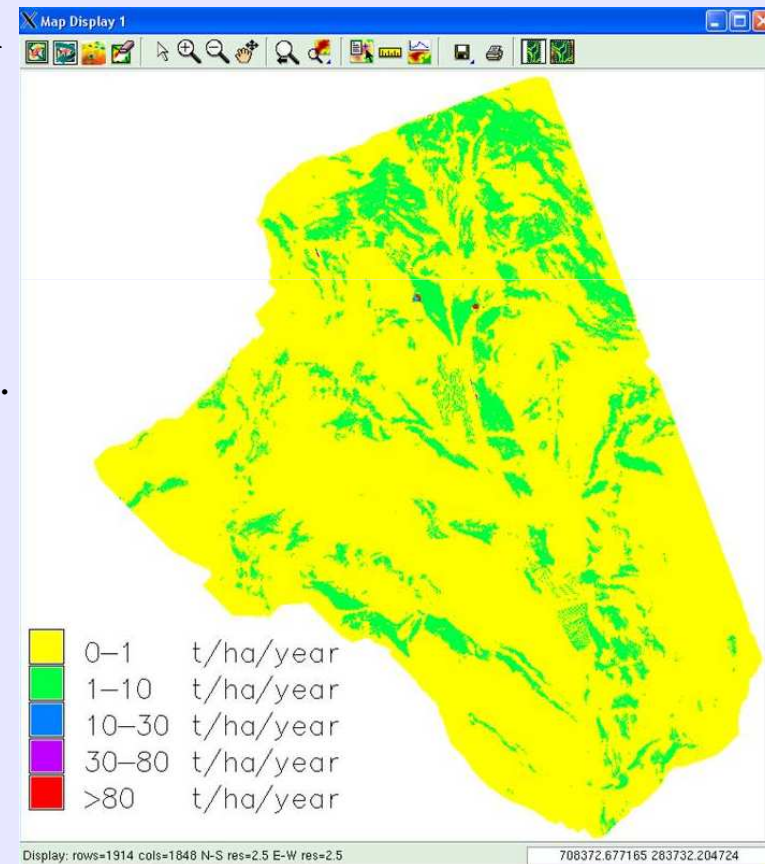 Map Display 1
0-1 t/ha/year
1-10 t/ha/year
10-30 t/ha/year
30-80 t/ha/year
>80 t/ha/year
Display: rows=1914 cols=1848 N-S res=2.5 E-W res=2.5
708372.677165 283732.204724